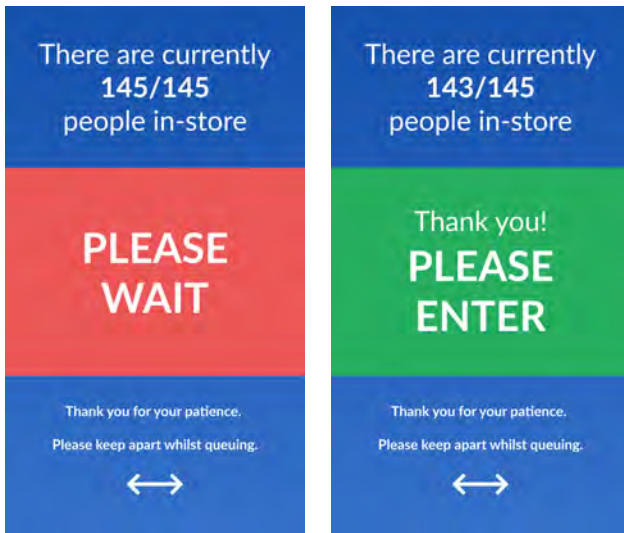 There are currently
145/145
people in-store
PLEASE
WAIT
Thank you for your patience.
Please keep apart whilst queuing.
There are currently
143/145
people in-store
Thank you!
PLEASE
ENTER
Thank you for your patience.
Please keep apart whilst queuing.